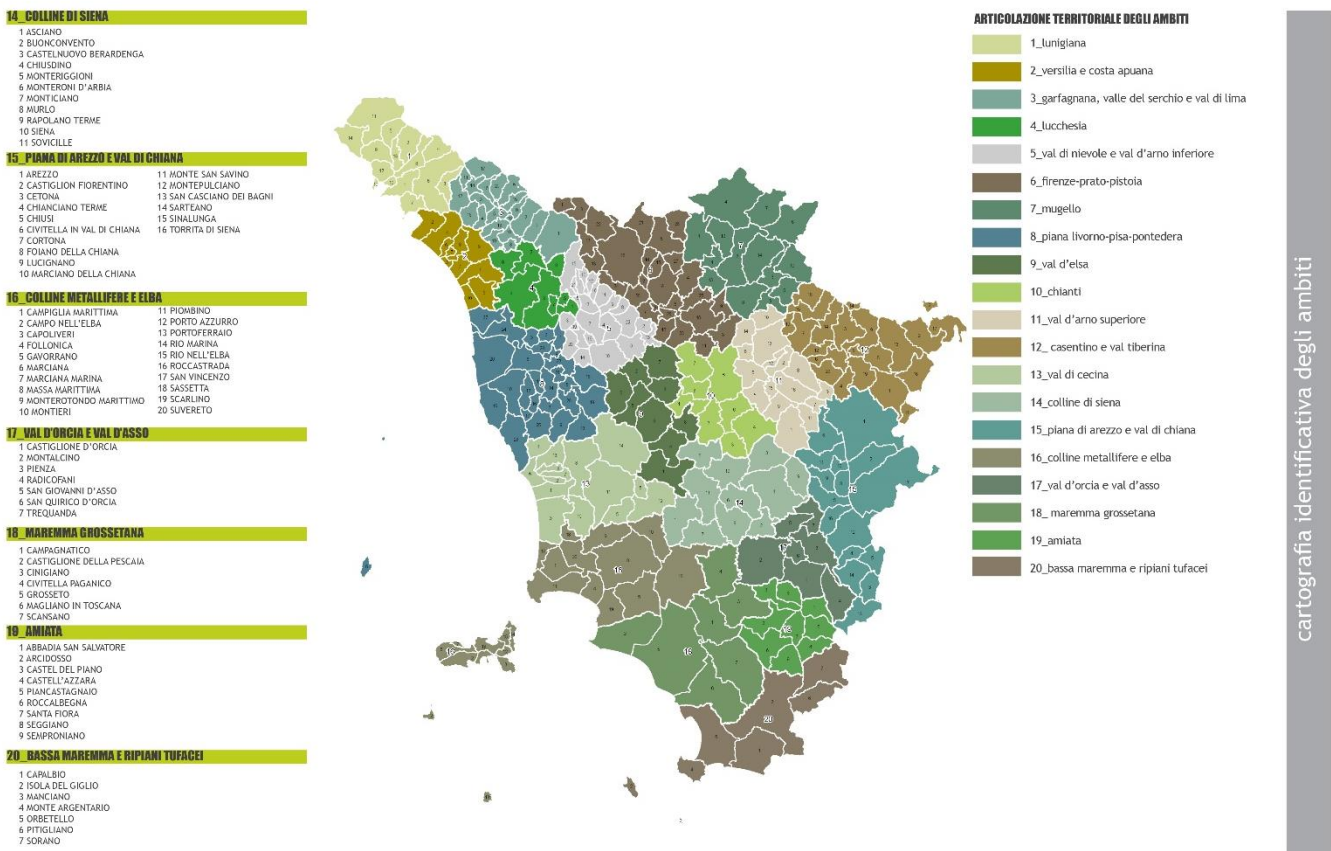 14_COLLINE DI SIENA
1 ASCIANO
2 BUONCONVENTO
3 CASTELNUOVO BERARDENGA
4 CHIUSDINO
5 MONTERIGGIONI
6 MONTERONI D'ARBIA
7 MONTICIANO
8 MURLO
9 RAPOLANO TERME
10 SIENA
11 SOVICILLE
15_PIANA DI AREZZO E VAL DI CHIANA
1 AREZZO
2 CASTIGLION FIORENTINO
3 CETONA
4 CHIANCIANO TERME
5 CHIUSI
6 CIVITELLA IN VAL DI CHIANA
7 CORTONA
8 FOIANO DELLA CHIANA
9 LUCIGNANO
10 MARCIANO DELLA CHIANA
11 MONTE SAN SAVINO
12 MONTEPULCIANO
13 SAN CASCIANO DEI BAGNI
14 SARTEANO
15 SINALUNGA
16 TORRITA DI SIENA
16_COLLINE METALLIFERE E ELBA
1 CAMPIGLIA MARITTIMA
2 CAMPO NELL'ELBA
3 CAPOLIVERI
4 FOLLONICA
5 GAVORRANO
6 MARCIANA
7 MARCIANA MARINA
8 MASSA MARITTIMA
9 MONTEROTONDO MARITTIMO
10 MONTIERI
11 PIOMBINO
12 PORTO AZZURRO
13 PORTOFERRAIO
14 RIO MARINA
15 RIO NELL'ELBA
16 ROCCASTRADA
17 SAN VINCENZO
18 SASSETTA
19 SCARLINO
20 SUVERETO
17_VAL D'ORCIA E VAL D'ASSO
1 CASTIGLIONE D'ORCIA
2 MONTALCINO
3 PIENZA
4 RADICOFANI
5 SAN GIOVANNI D'ASSO
6 SAN QUIRICO D'ORCIA
7 TREQUANDA
18_MAREMMA GROSSETANA
1 CAMPAGNATICO
2 CASTIGLIONE DELLA PESCAIA
3 CINIGIANO
4 CIVITELLA PAGANICO
5 GROSSETO
6 MAGLIANO IN TOSCANA
7 SCANSANO
19_AMIATA
1 ABBADIA SAN SALVATORE
2 ARCIDOSSO
3 CASTEL DEL PIANO
4 CASTELL'AZZARA
5 PIANCASTAGNAIO
6 ROCCALBEGNA
7 SANTA FIORA
8 SEGGIANO
9 SEMPRONIANO
20_BASSA MAREMMA E RIPIANI TUFACEI
1 CAPALBIO
2 ISOLA DEL GIGLIO
3 MANCIANO
4 MONTE ARGENTARIO
5 ORBETELLO
6 PITIGLIANO
7 SORANO
ARTICOLAZIONE TERRITORIALE DEGLI AMBITI
1_lunigiana
2_versilia e costa apuana
3_garfagnana, valle del serchio e val di lima
4_lucchesia
5_val di nievole e val d'arno inferiore
6_firenze-prato-pistoia
7_mugello
8_piana livorno-pisa-pontedera
9_val d'elsa
10_chianti
11_val d'arno superiore
12_ casentino e val tiberina
13_val di cecina
14_colline di siena
15_piana di arezzo e val di chiana
16_colline metallifere e elba
17_val d'orcia e val d'asso
18_ maremma grossetana
19_amiata
20_bassa maremma e ripiani tufacei
cartografia identificativa degli ambiti